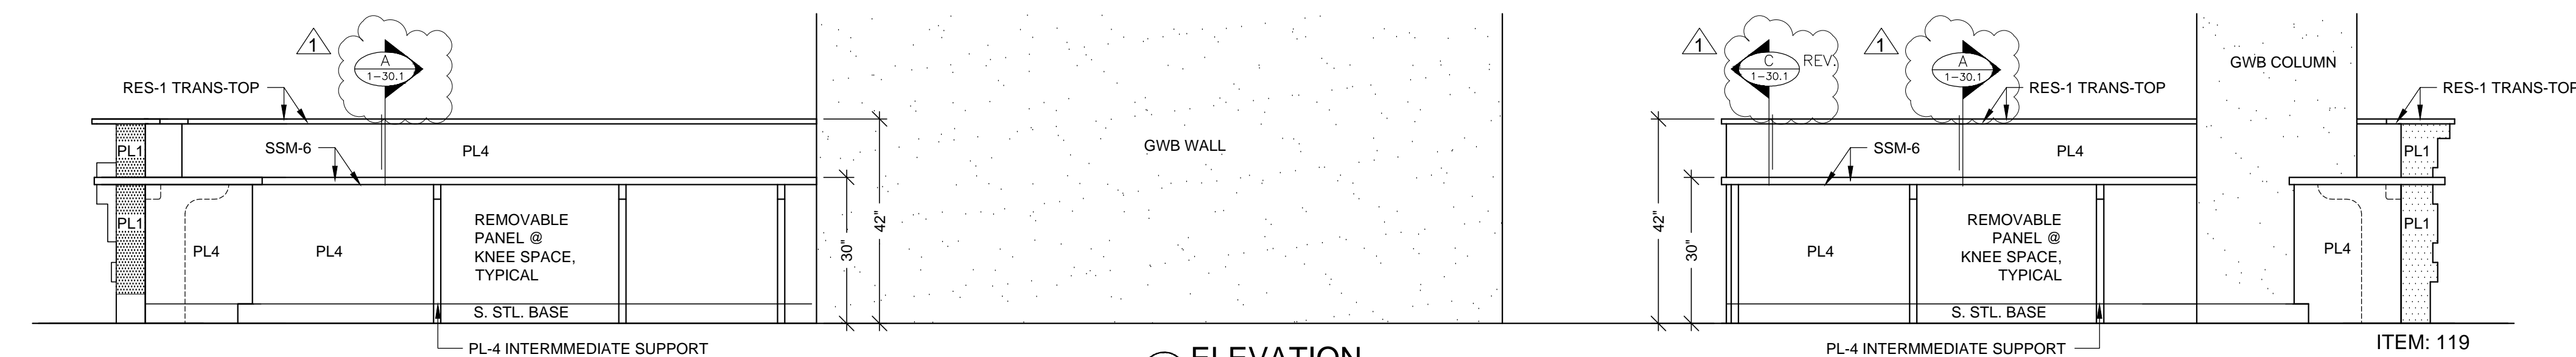 1
A
1-30.1
RES-1 TRANS-TOP
PL1
SSM-6
PL4
PL1
PL4
PL4
REMOVABLE
PANEL @
KNEE SPACE,
TYPICAL
S. STL. BASE
PL-4 INTERMMEDIATE SUPPORT
30"
42"
GWB WALL
ELEVATION
1
C
1-30.1
REV.
1
A
1-30.1
RES-1 TRANS-TOP
GWB COLUMN
RES-1 TRANS-TOP
42"
30"
SSM-6
PL4
PL1
PL4
REMOVABLE
PANEL @
KNEE SPACE,
TYPICAL
S. STL. BASE
PL4
PL1
PL-4 INTERMMEDIATE SUPPORT
ITEM: 119